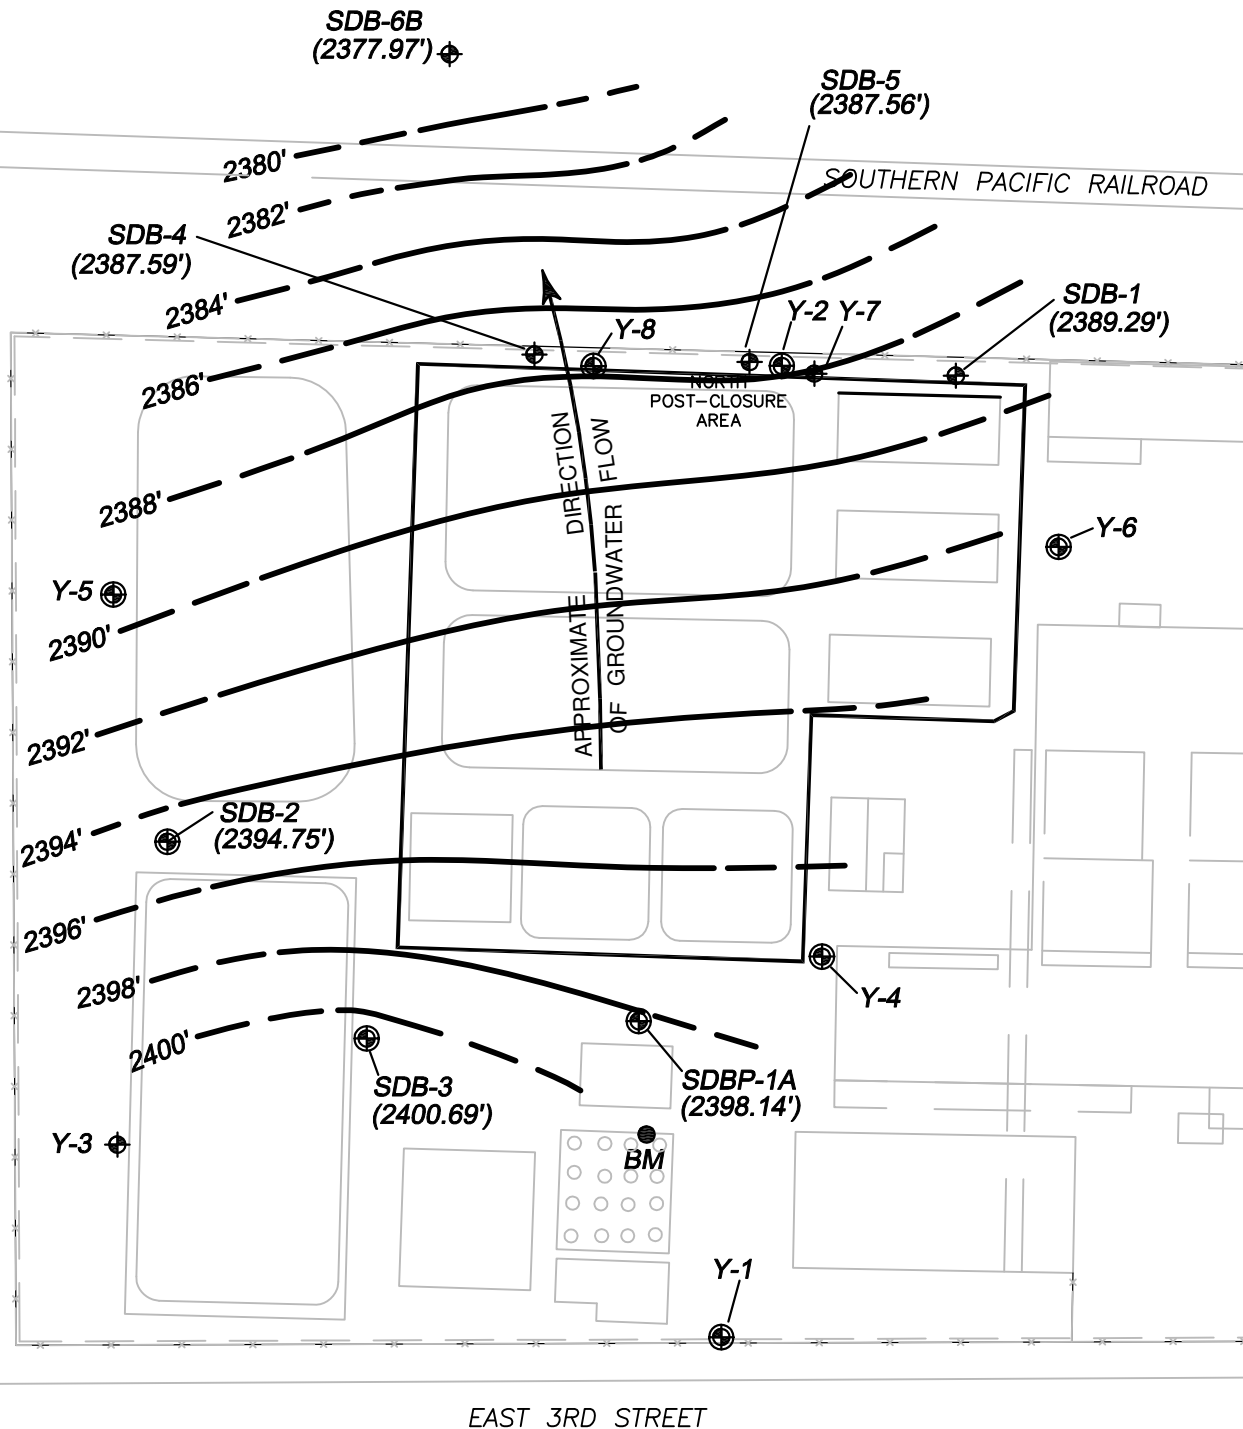 SDB-6B
(2377.97')
SDB-5
(2387.56')
2380'
SOUTHERN PACIFIC RAILROAD
2382'
SDB-4
(2387.59')
2384'
SDB-1
(2389.29')
Y-8
Y-2
Y-7
2386'
NORTH
POST-CLOSURE
AREA
2388'
APPROXIMATE DIRECTION
OF GROUNDWATER FLOW
Y-6
Y-5
2390'
2392'
SDB-2
(2394.75')
2394'
2396'
2398'
Y-4
2400'
SDB-3
(2400.69')
SDBP-1A
(2398.14')
Y-3
BM
Y-1
EAST 3RD STREET